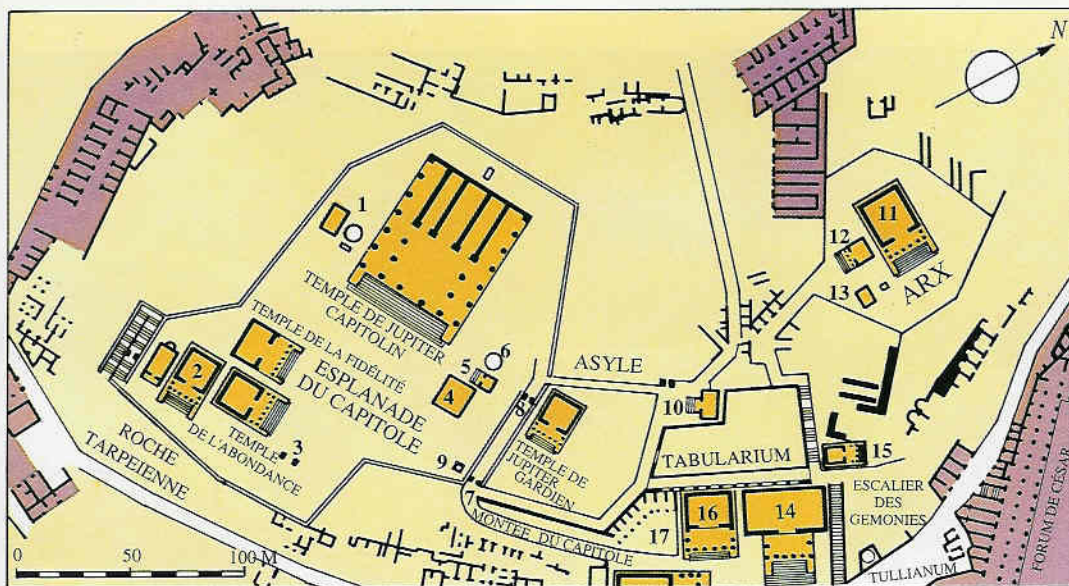 N
1
TEMPLE DE JUPITER
CAPITOLIN
TEMPLE DE LA FIDÉLITÉ
ESPLANADE
DU CAPITOLE
2
TEMPLE
DE L'ABONDANCE
3
4
5
6
ROCHE
TARPEIENNE
ASYLE
7
8
9
TEMPLE DE
JUPITER
GARDIEN
MONTÉE DU CAPITOLE
10
TABULARIUM
11
12
13
ARX
14
15
16
17
ESCALIER
DES
GEMONIES
TULLIANUM
FORUM DE CÉSAR
0 50 100 M